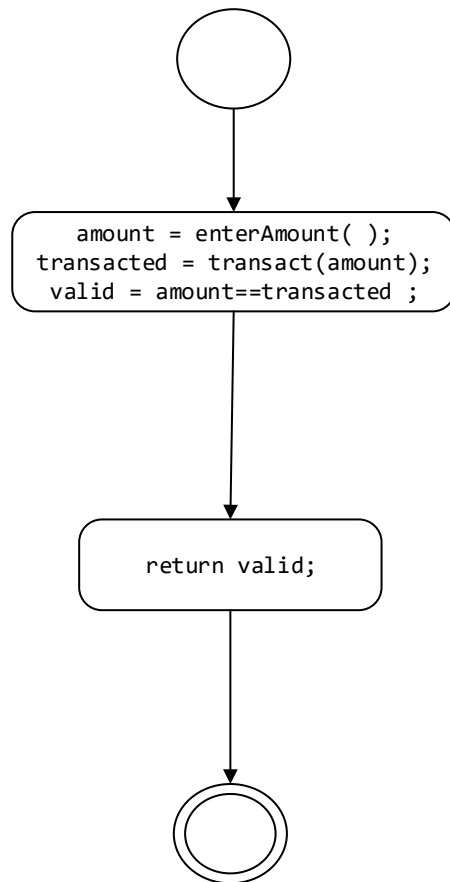 amount = enterAmount( );
transacted = transact(amount);
valid = amount==transacted ;
return valid;